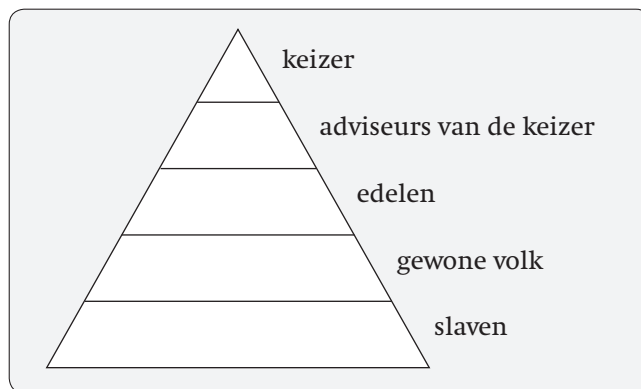 keizer
adviseurs van de keizer
edelen
gewone volk
slaven